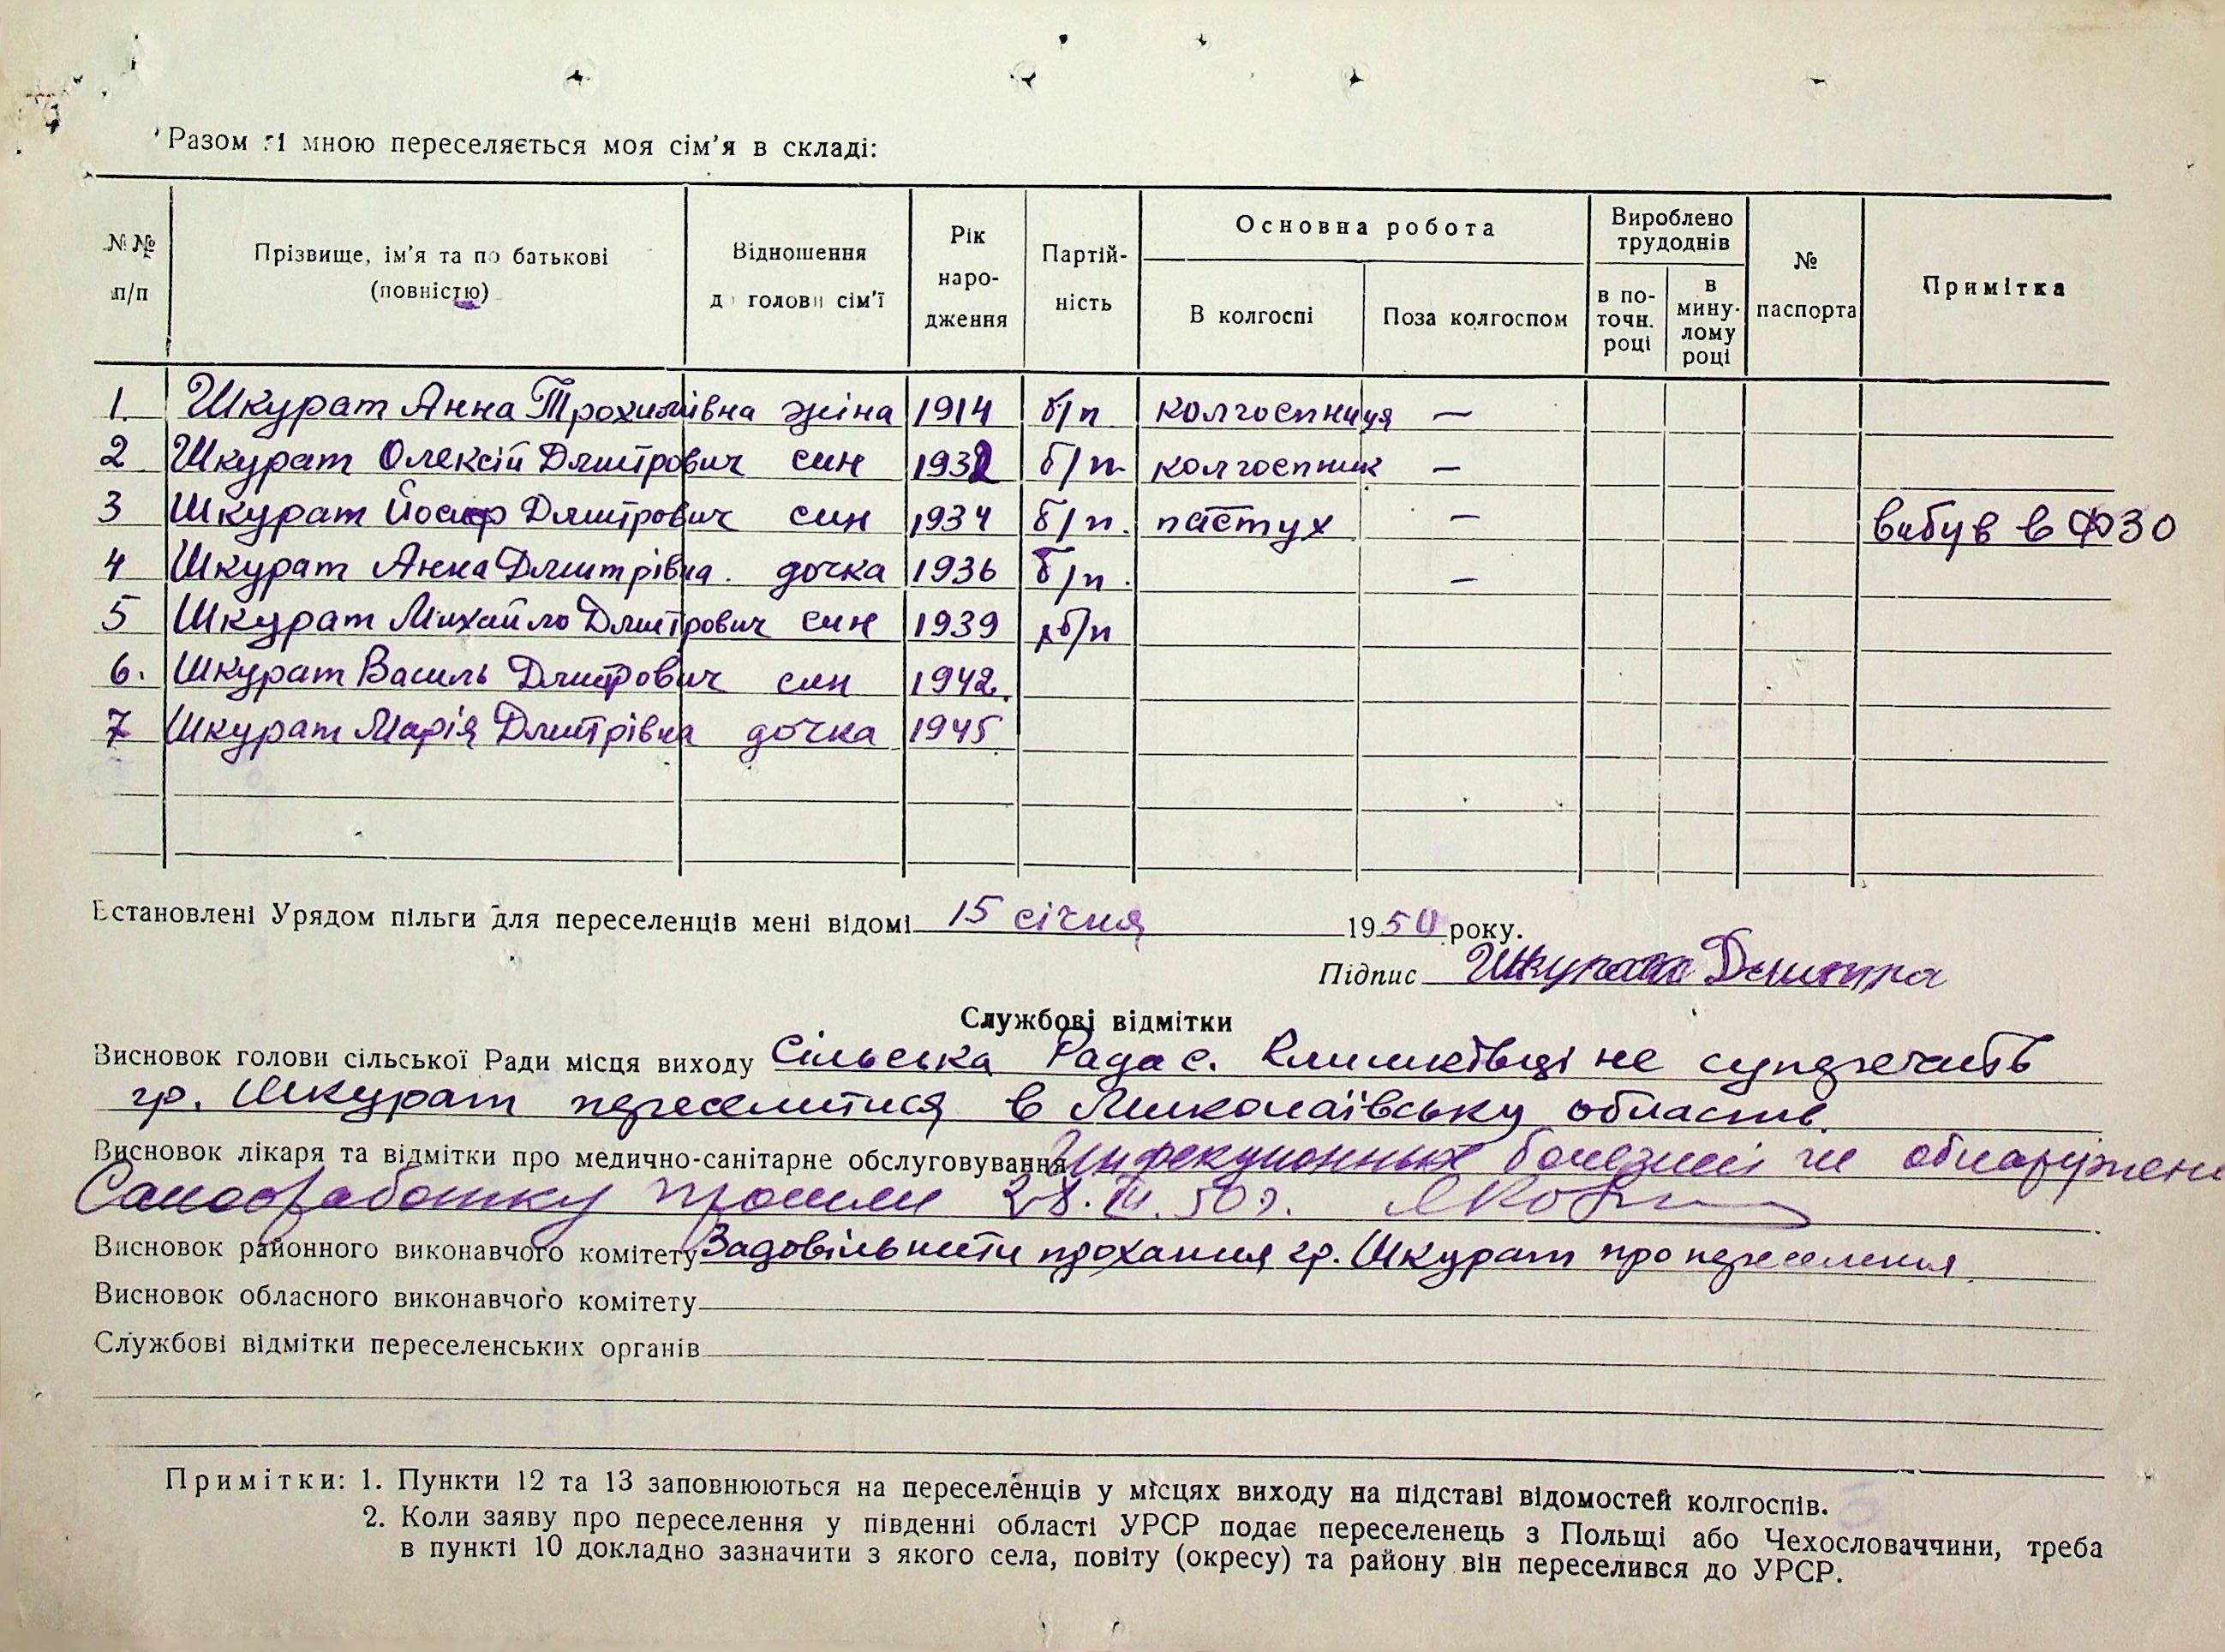 Разом зі мною переселяється моя сім'я в складі:
№№ п/п
Прізвище, ім'я та по батькові (повністю)
Відношення до голови сім'ї
Рік народження
Партійність
Основна робота
В колгоспі
Поза колгоспом
Вироблено трудоднів
в поточн. році
в минулому році
№ паспорта
Примітка
1. Шкурат Анна Трохимівна жіна 1914 б/п колгоспниця —
2 Шкурат Олексій Дмитрович син 1932 б/п колгоспник —
3 Шкурат Йосиф Дмитрович син 1934 б/п. пастух — вибув в ФЗО
4 Шкурат Анна Дмитрівна. дочка 1936 б/п. —
5 Шкурат Михайло Дмитрович син 1939 б/п
6. Шкурат Василь Дмитрович син 1942.
7 Шкурат Марія Дмитрівна дочка 1945
Встановлені Урядом пільги для переселенців мені відомі 15 січня 1950 року.
Підпис Шкурата Дмитра
Службові відмітки
Висновок голови сільської Ради місця виходу Сільська Рада с. Климківці не суперечить
гр. Шкурат переселитися в Миколаївську область.
Висновок лікаря та відмітки про медично-санітарне обслуговування Инфекционных болезней не обнаружено
Санобработку прошли 28.III.50г.
Висновок районного виконавчого комітету Задовільнити прохання гр. Шкурат про переселення
Висновок обласного виконавчого комітету
Службові відмітки переселенських органів
Примітки: 1. Пункти 12 та 13 заповнюються на переселенців у місцях виходу на підставі відомостей колгоспів.
2. Коли заяву про переселення у південні області УРСР подає переселенець з Польщі або Чехословаччини, треба
в пункті 10 докладно зазначити з якого села, повіту (окресу) та району він переселився до УРСР.